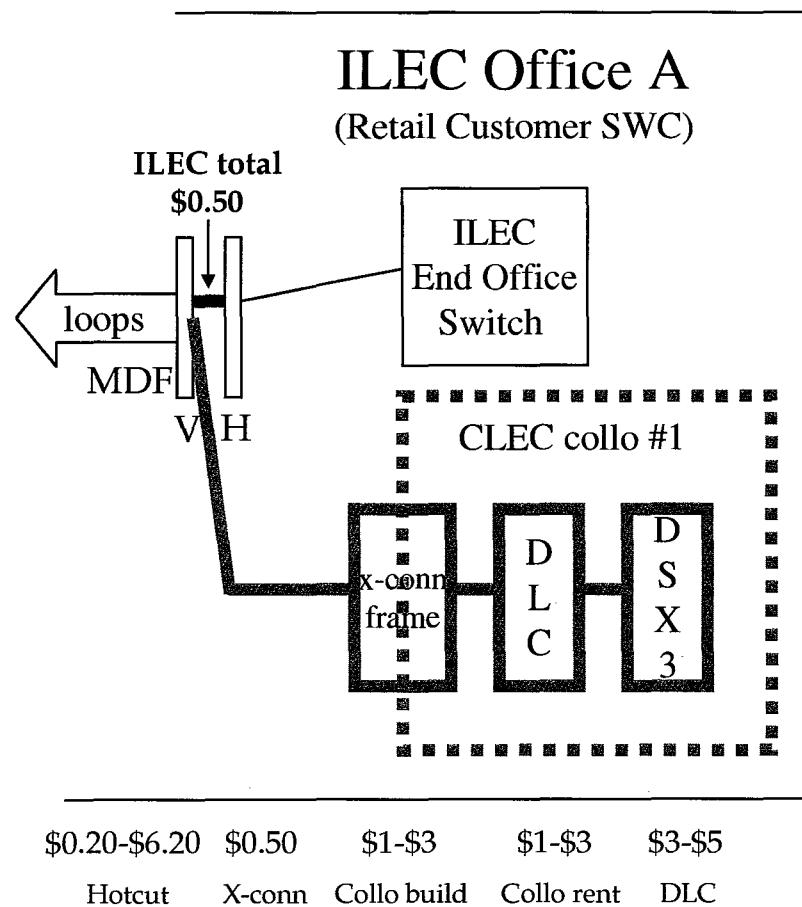 ILEC Office A
(Retail Customer SWC)
ILEC total
$0.50
ILEC
End Office
Switch
loops
MDF
V H
CLEC collo #1
x-conn
frame
D
L
C
D
S
X
3
$0.20-$6.20 $0.50 $1-$3 $1-$3 $3-$5
Hotcut X-conn Collo build Collo rent DLC